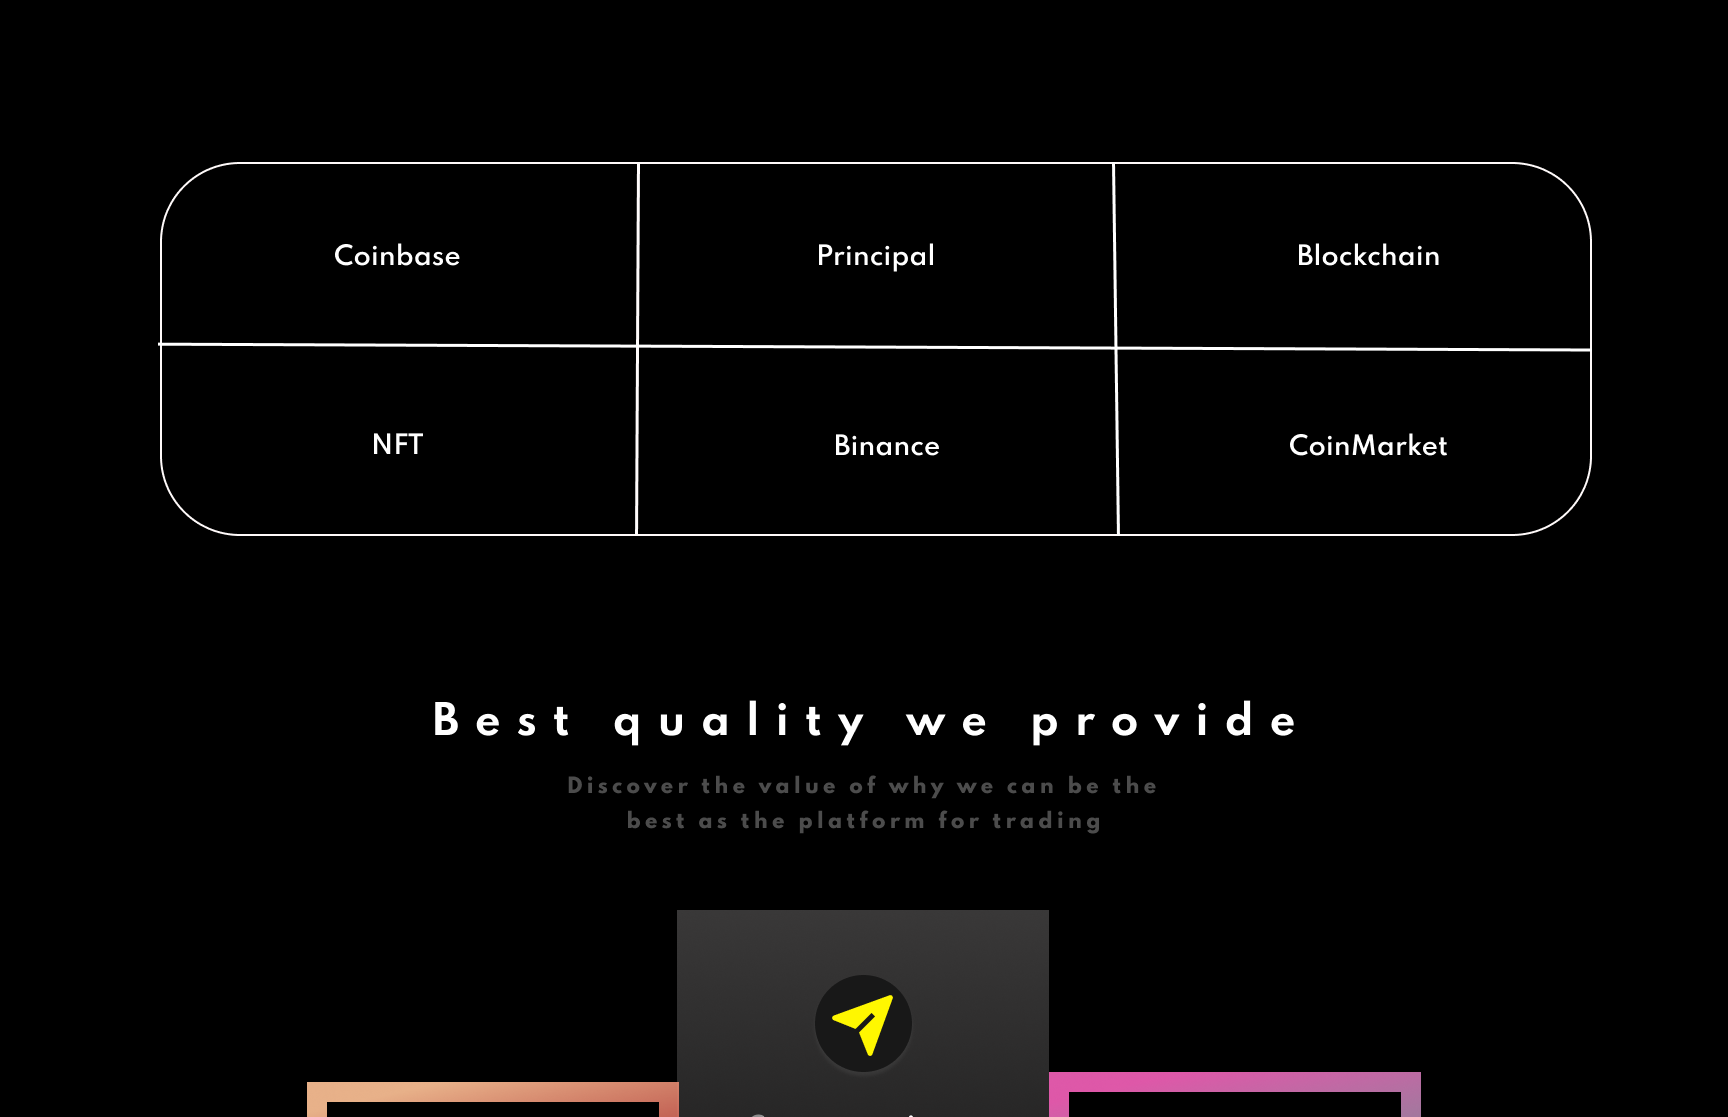 Coinbase Principal Blockchain
NFT Binance CoinMarket
Best quality we provide
Discover the value of why we can be the
best as the platform for trading